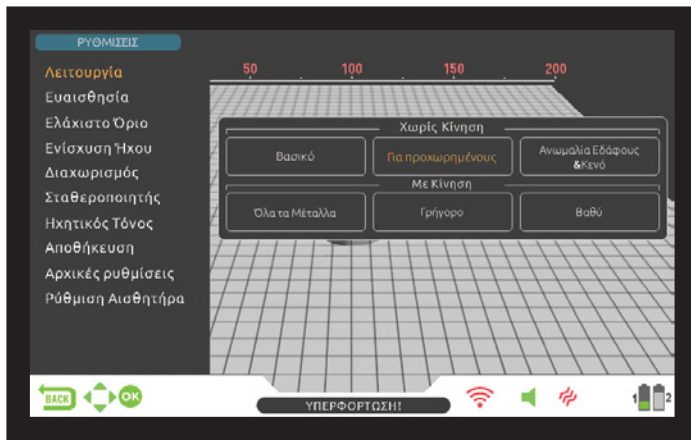 ΡΥΘΜΙΣΕΙΣ
Λειτουργία
Ευαισθησία
Ελάχιστο Όριο
Ενίσχυση Ήχου
Διαχωρισμός
Σταθεροποιητής
Ηχητικός Τόνος
Αποθήκευση
Αρχικές ρυθμίσεις
Ρύθμιση Αισθητήρα
50 100 150 200
Χωρίς Κίνηση
Βασικό
Για προχωρημένους
Ανωμαλία Εδάφους
&Κενό
Με Κίνηση
Όλα τα Μέταλλα
Γρήγορο
Βαθύ
BACK OK
ΥΠΕΡΦΟΡΤΩΣΗ!
1 2